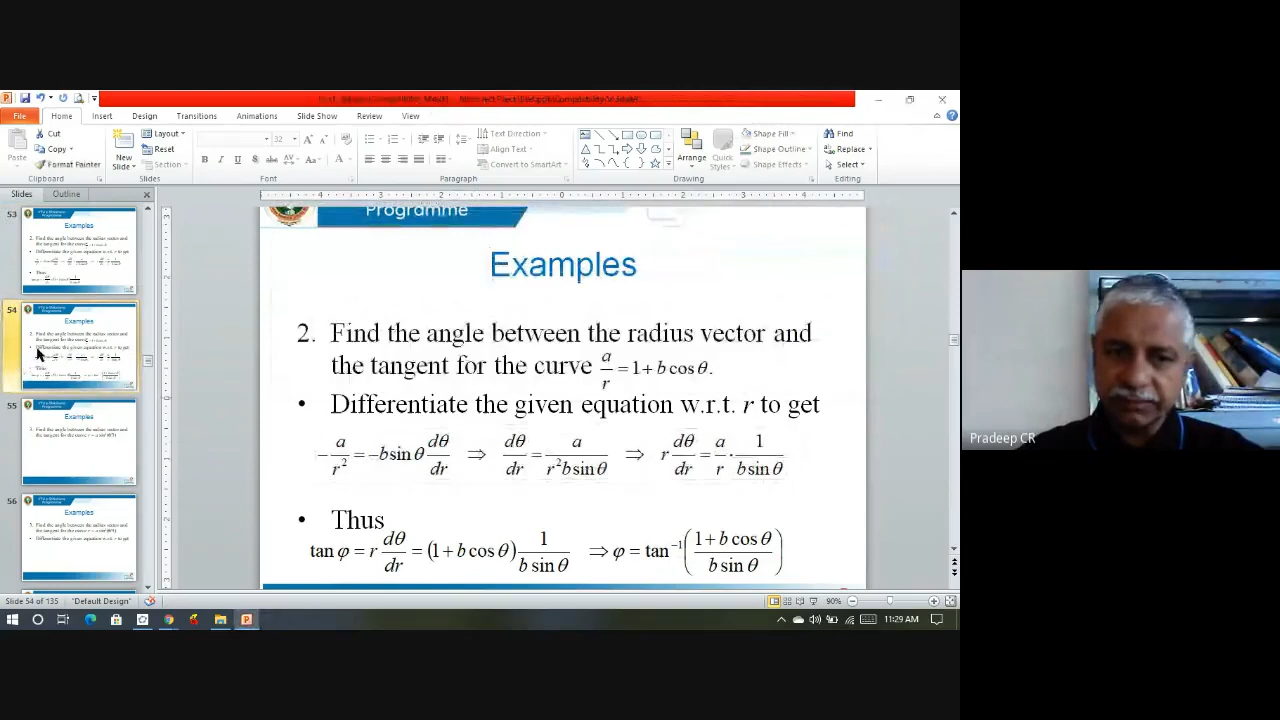 File Home Insert Design Transitions Animations Slide Show Review View
Cut
Copy
Format Painter
Paste
Clipboard
New
Slide
Layout
Reset
Section
Slides
32
Font
Text Direction
Align Text
Convert to SmartArt
Paragraph
Arrange
Quick
Styles
Shape Fill
Shape Outline
Shape Effects
Drawing
Find
Replace
Select
Editing
Slides Outline
53
Examples
54
Examples
55
Examples
56
Examples
Programme
Examples
2. Find the angle between the radius vector and
the tangent for the curve a/r = 1 + b cos θ.
• Differentiate the given equation w.r.t. r to get
− a/r² = −b sin θ dθ/dr ⇒ dθ/dr = a/(r² b sin θ) ⇒ r dθ/dr = a/r · 1/(b sin θ)
• Thus
tan φ = r dθ/dr = (1 + b cos θ) 1/(b sin θ) ⇒ φ = tan⁻¹((1 + b cos θ)/(b sin θ))
Pradeep CR
Slide 54 of 135 "Default Design" 90%
11:29 AM